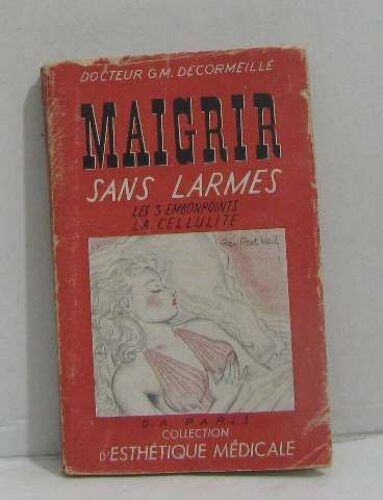 DOCTEUR G.M. DECORMEILLE
MAIGRIR
SANS LARMES
LES 3 EMBONPOINTS
LA CELLULITE
G.A. PARIS
COLLECTION
D'ESTHÉTIQUE MÉDICALE